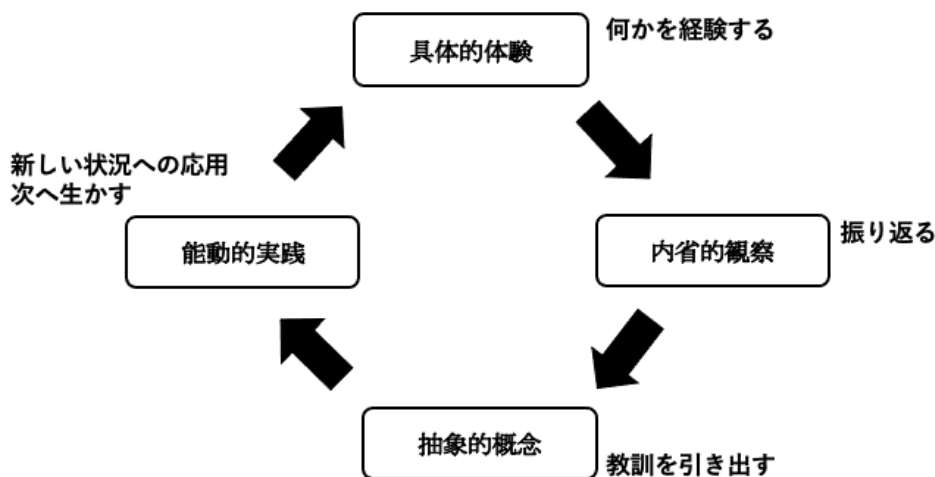 具体的体験
何かを経験する
新しい状況への応用
次へ生かす
能動的実践
内省的観察
振り返る
抽象的概念
教訓を引き出す